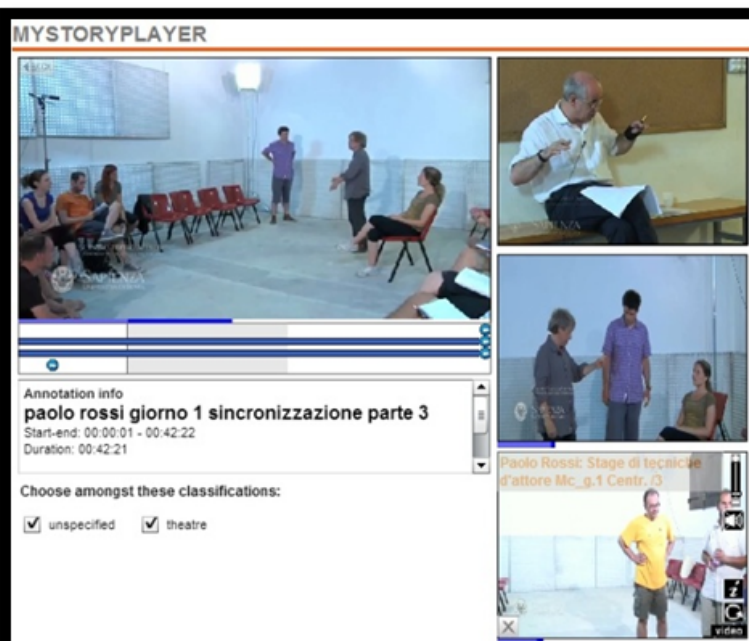 MYSTORYPLAYER
SAPIENZA
Annotation info
paolo rossi giorno 1 sincronizzazione parte 3
Start-end: 00:00:01 - 00:42:22
Duration: 00:42:21
Choose amongst these classifications:
unspecified
theatre
Paolo Rossi: Stage di tecniche
d'attore Mc_g.1 Centr. /3
video